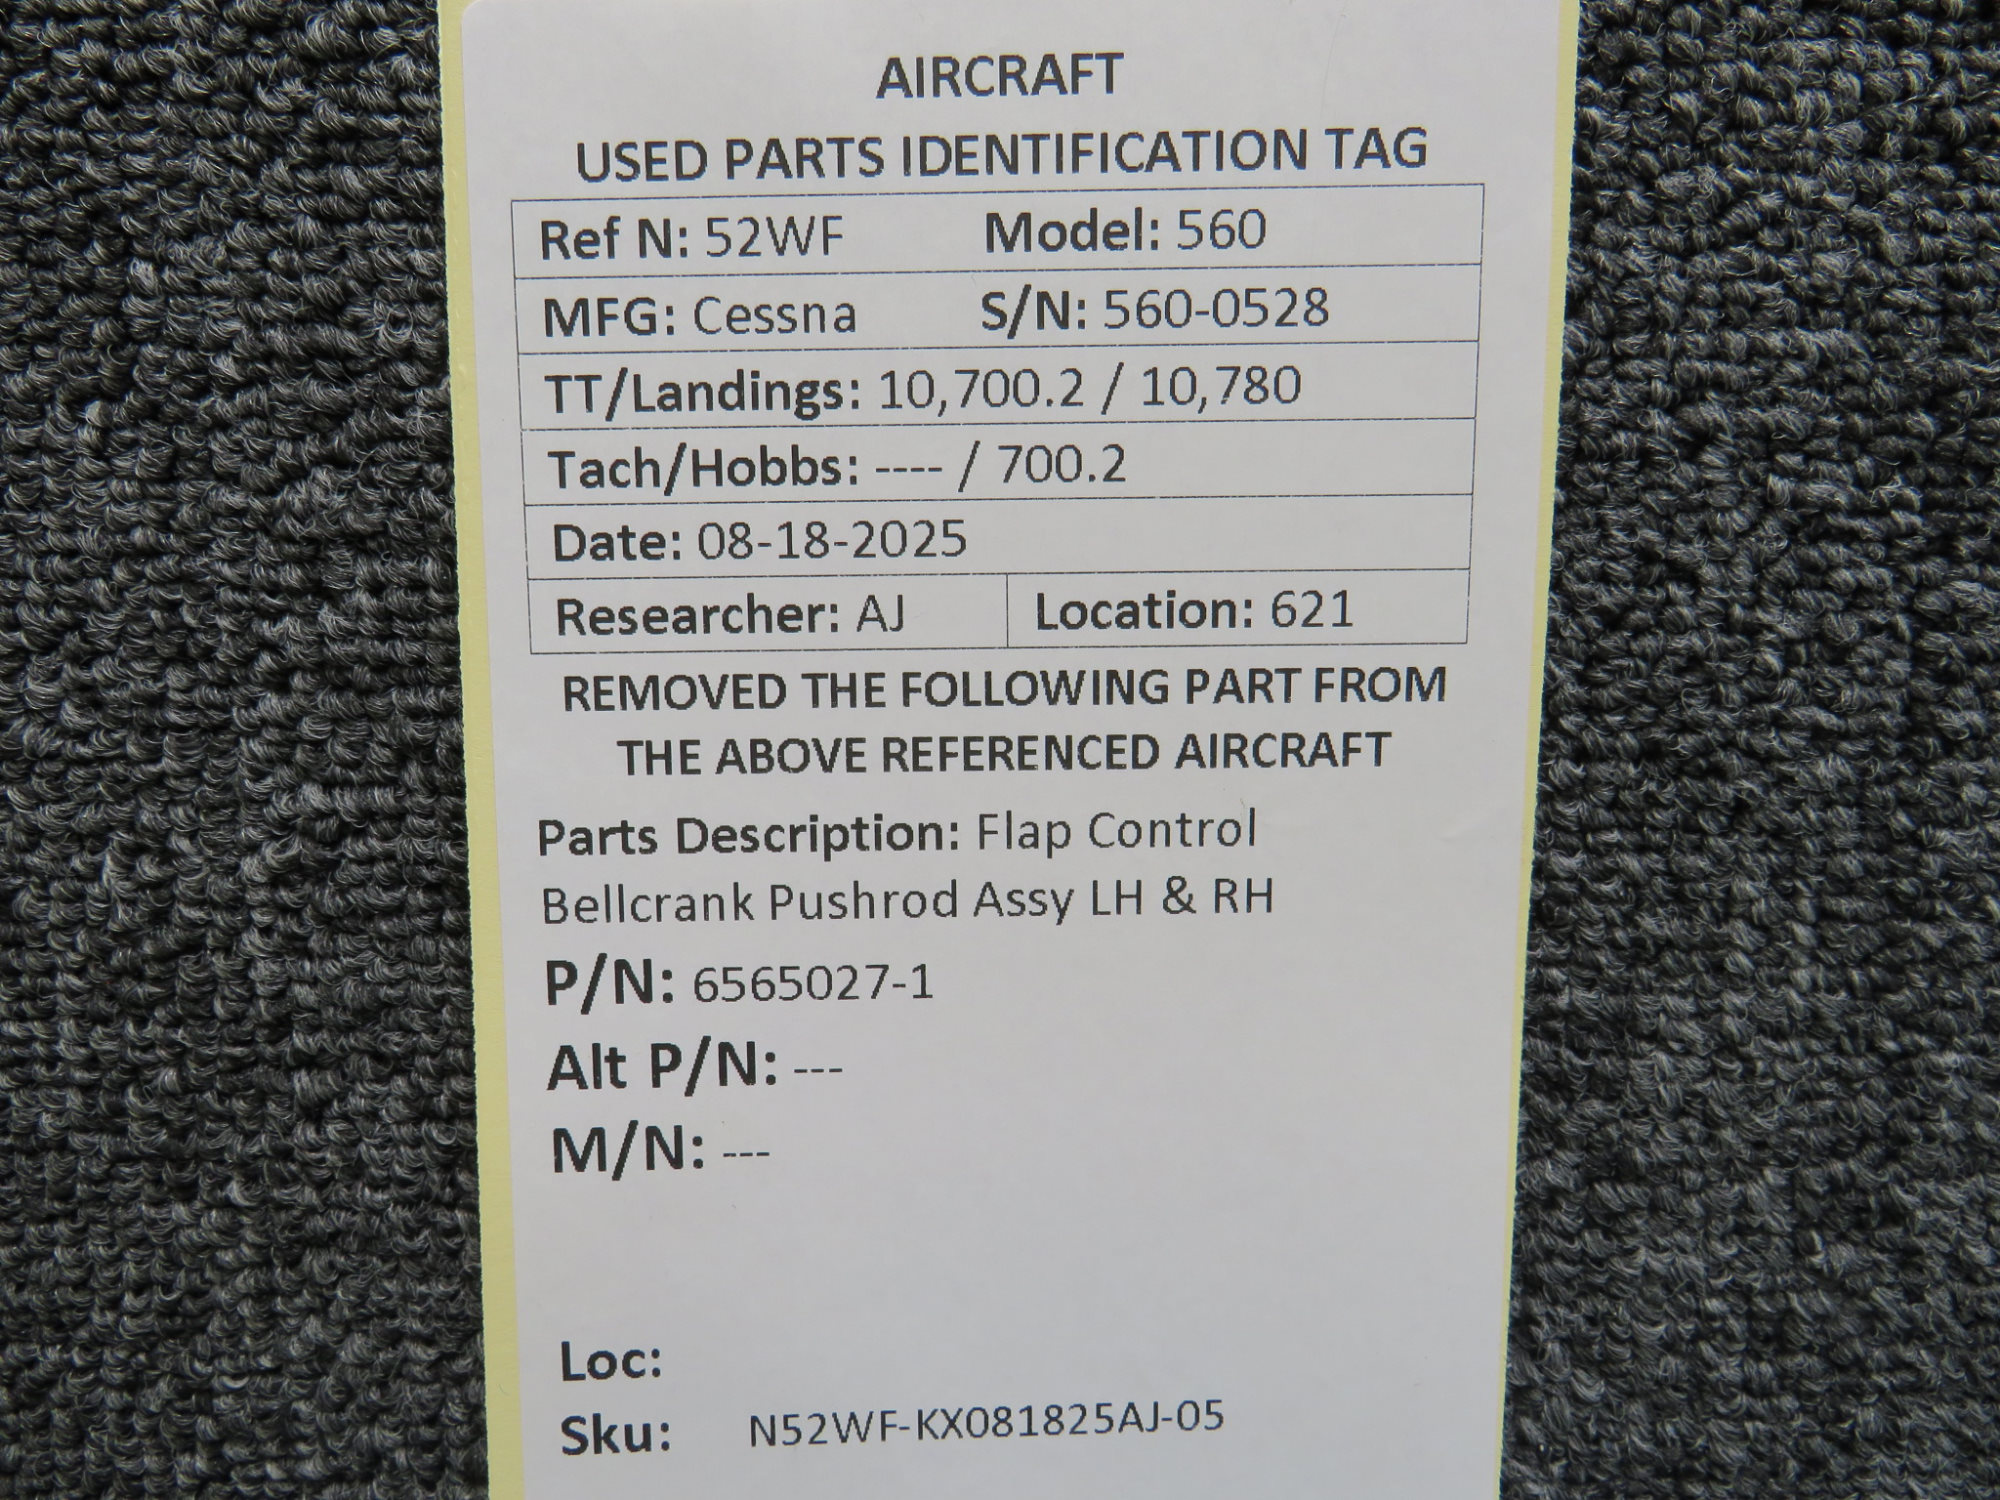 AIRCRAFT
USED PARTS IDENTIFICATION TAG
Ref N: 52WF Model: 560
MFG: Cessna S/N: 560-0528
TT/Landings: 10,700.2 / 10,780
Tach/Hobbs: ---- / 700.2
Date: 08-18-2025
Researcher: AJ Location: 621
REMOVED THE FOLLOWING PART FROM
THE ABOVE REFERENCED AIRCRAFT
Parts Description: Flap Control
Bellcrank Pushrod Assy LH & RH
P/N: 6565027-1
Alt P/N: ---
M/N: ---
Loc:
Sku: N52WF-KX081825AJ-05